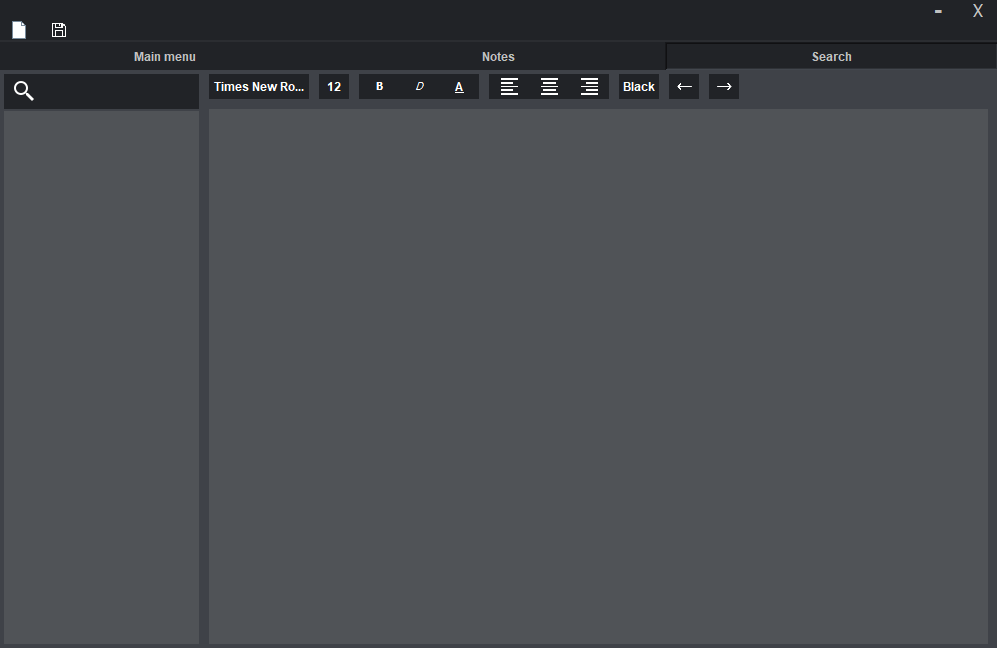 - X
Main menu Notes Search
Times New Ro... 12 B D A Black